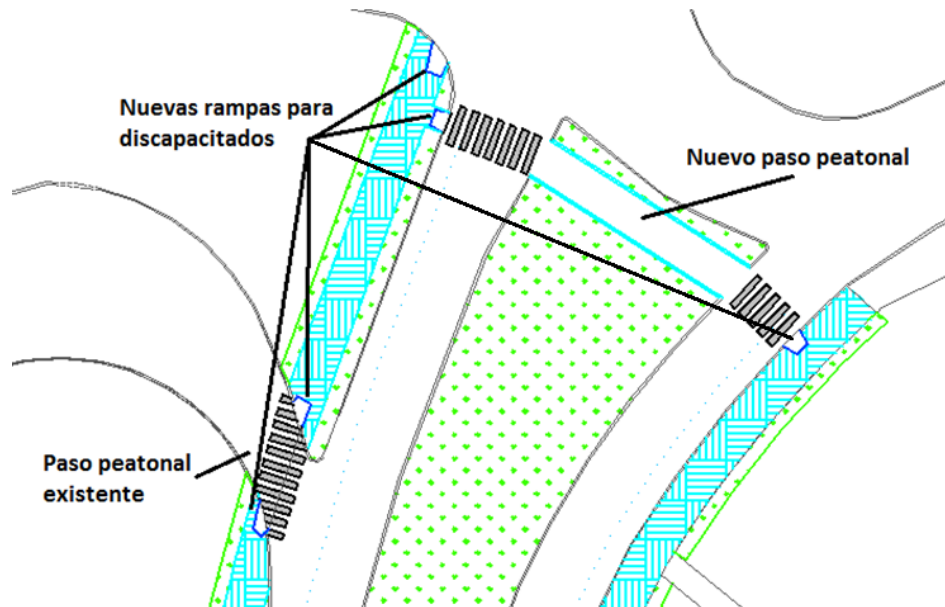 Nuevas rampas para
discapacitados
Nuevo paso peatonal
Paso peatonal
existente